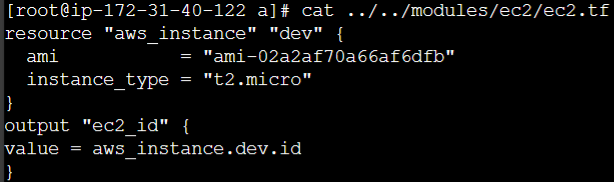 [root@ip-172-31-40-122 a]# cat ../../modules/ec2/ec2.tf
resource "aws_instance" "dev" {
  ami           = "ami-02a2af70a66af6dfb"
  instance_type = "t2.micro"
}
output "ec2_id" {
value = aws_instance.dev.id
}